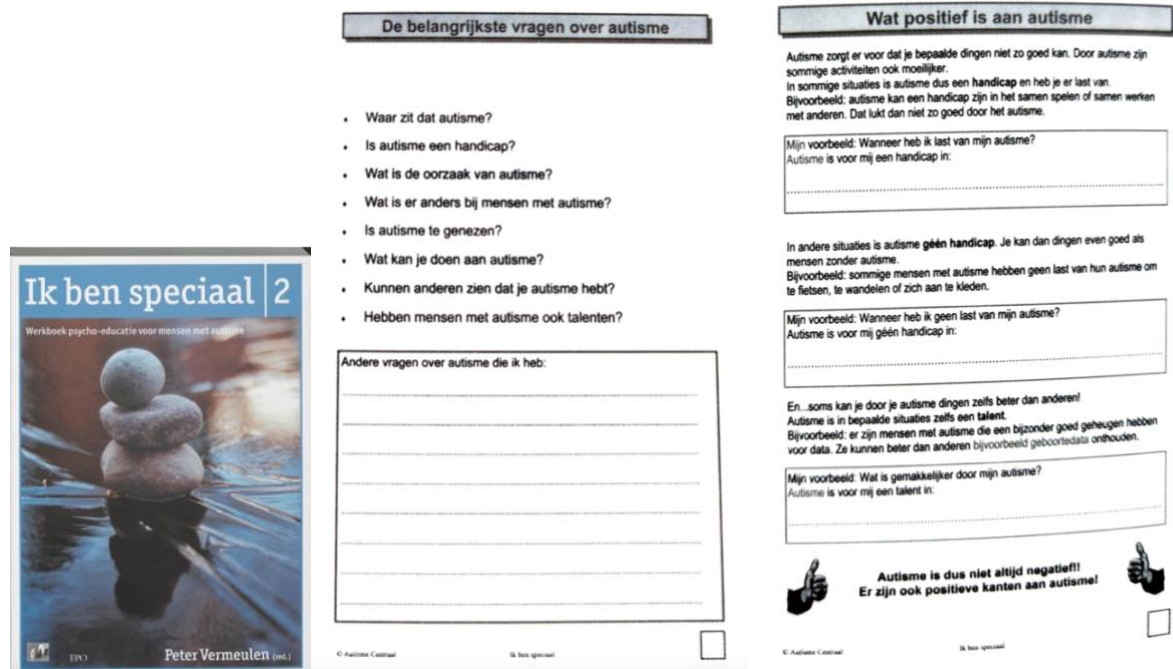 Ik ben speciaal 2
Werkboek psycho-educatie voor mensen met autisme
EPO
Peter Vermeulen (red.)
De belangrijkste vragen over autisme
• Waar zit dat autisme?
• Is autisme een handicap?
• Wat is de oorzaak van autisme?
• Wat is er anders bij mensen met autisme?
• Is autisme te genezen?
• Wat kan je doen aan autisme?
• Kunnen anderen zien dat je autisme hebt?
• Hebben mensen met autisme ook talenten?
Andere vragen over autisme die ik heb:
© Autisme Centraal
Ik ben speciaal
Wat positief is aan autisme
Autisme zorgt er voor dat je bepaalde dingen niet zo goed kan. Door autisme zijn
sommige activiteiten ook moeilijker.
In sommige situaties is autisme dus een handicap en heb je er last van.
Bijvoorbeeld: autisme kan een handicap zijn in het samen spelen of samen werken
met anderen. Dat lukt dan niet zo goed door het autisme.
Mijn voorbeeld: Wanneer heb ik last van mijn autisme?
Autisme is voor mij een handicap in:
In andere situaties is autisme géén handicap. Je kan dan dingen even goed als
mensen zonder autisme.
Bijvoorbeeld: sommige mensen met autisme hebben geen last van hun autisme om
te fietsen, te wandelen of zich aan te kleden.
Mijn voorbeeld: Wanneer heb ik geen last van mijn autisme?
Autisme is voor mij géén handicap in:
En...soms kan je door je autisme dingen zelfs beter dan anderen!
Autisme is in bepaalde situaties zelfs een talent.
Bijvoorbeeld: er zijn mensen met autisme die een bijzonder goed geheugen hebben
voor data. Ze kunnen beter dan anderen bijvoorbeeld geboortedata onthouden.
Mijn voorbeeld: Wat is gemakkelijker door mijn autisme?
Autisme is voor mij een talent in:
Autisme is dus niet altijd negatief!!
Er zijn ook positieve kanten aan autisme!
© Autisme Centraal
Ik ben speciaal